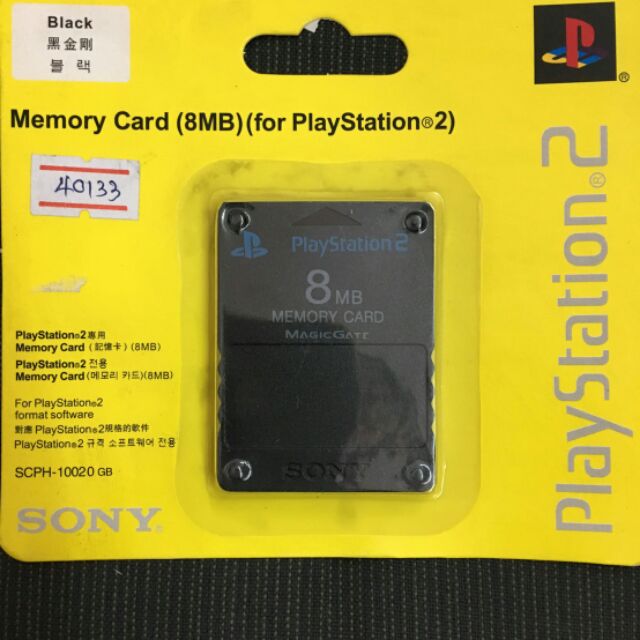 Black
黑金剛
블랙
Memory Card (8MB)(for PlayStation®2)
40133
®
PlayStation®2
PlayStation 2
8 MB
MEMORY CARD
MAGICGATE
SONY
PlayStation®2專用
Memory Card (記憶卡) (8MB)
PlayStation®2 전용
Memory Card (메모리 카드)(8MB)
For PlayStation®2
format software
對應 PlayStation®2規格的軟件
PlayStation®2 규격 소프트웨어 전용
SCPH-10020 GB
SONY®